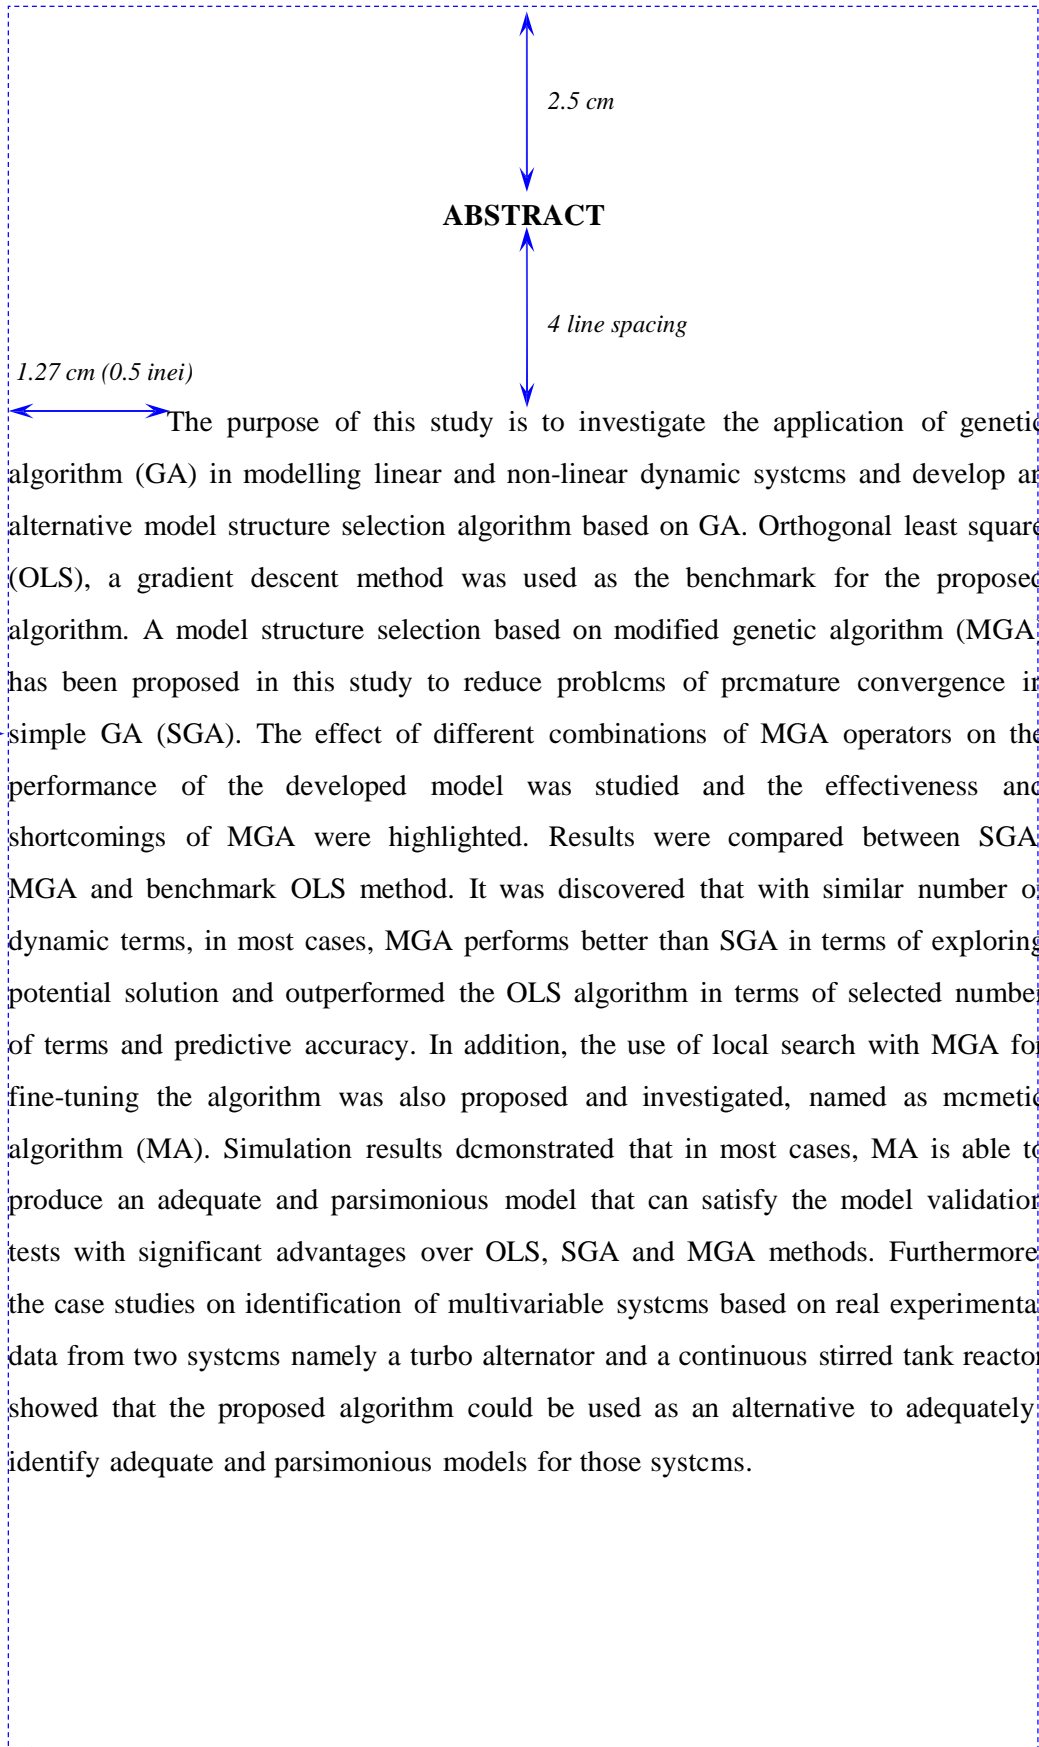 2.5 cm
ABSTRACT
4 line spacing
1.27 cm (0.5 inei)
The purpose of this study is to investigate the application of genetic
algorithm (GA) in modelling linear and non-linear dynamic systcms and develop an
alternative model structure selection algorithm based on GA. Orthogonal least square
(OLS), a gradient descent method was used as the benchmark for the proposed
algorithm. A model structure selection based on modified genetic algorithm (MGA)
has been proposed in this study to reduce problcms of prcmature convergence in
simple GA (SGA). The effect of different combinations of MGA operators on the
performance of the developed model was studied and the effectiveness and
shortcomings of MGA were highlighted. Results were compared between SGA,
MGA and benchmark OLS method. It was discovered that with similar number of
dynamic terms, in most cases, MGA performs better than SGA in terms of exploring
potential solution and outperformed the OLS algorithm in terms of selected number
of terms and predictive accuracy. In addition, the use of local search with MGA for
fine-tuning the algorithm was also proposed and investigated, named as mcmetic
algorithm (MA). Simulation results dcmonstrated that in most cases, MA is able to
produce an adequate and parsimonious model that can satisfy the model validation
tests with significant advantages over OLS, SGA and MGA methods. Furthermore,
the case studies on identification of multivariable systcms based on real experimental
data from two systcms namely a turbo alternator and a continuous stirred tank reactor
showed that the proposed algorithm could be used as an alternative to adequately
identify adequate and parsimonious models for those systcms.